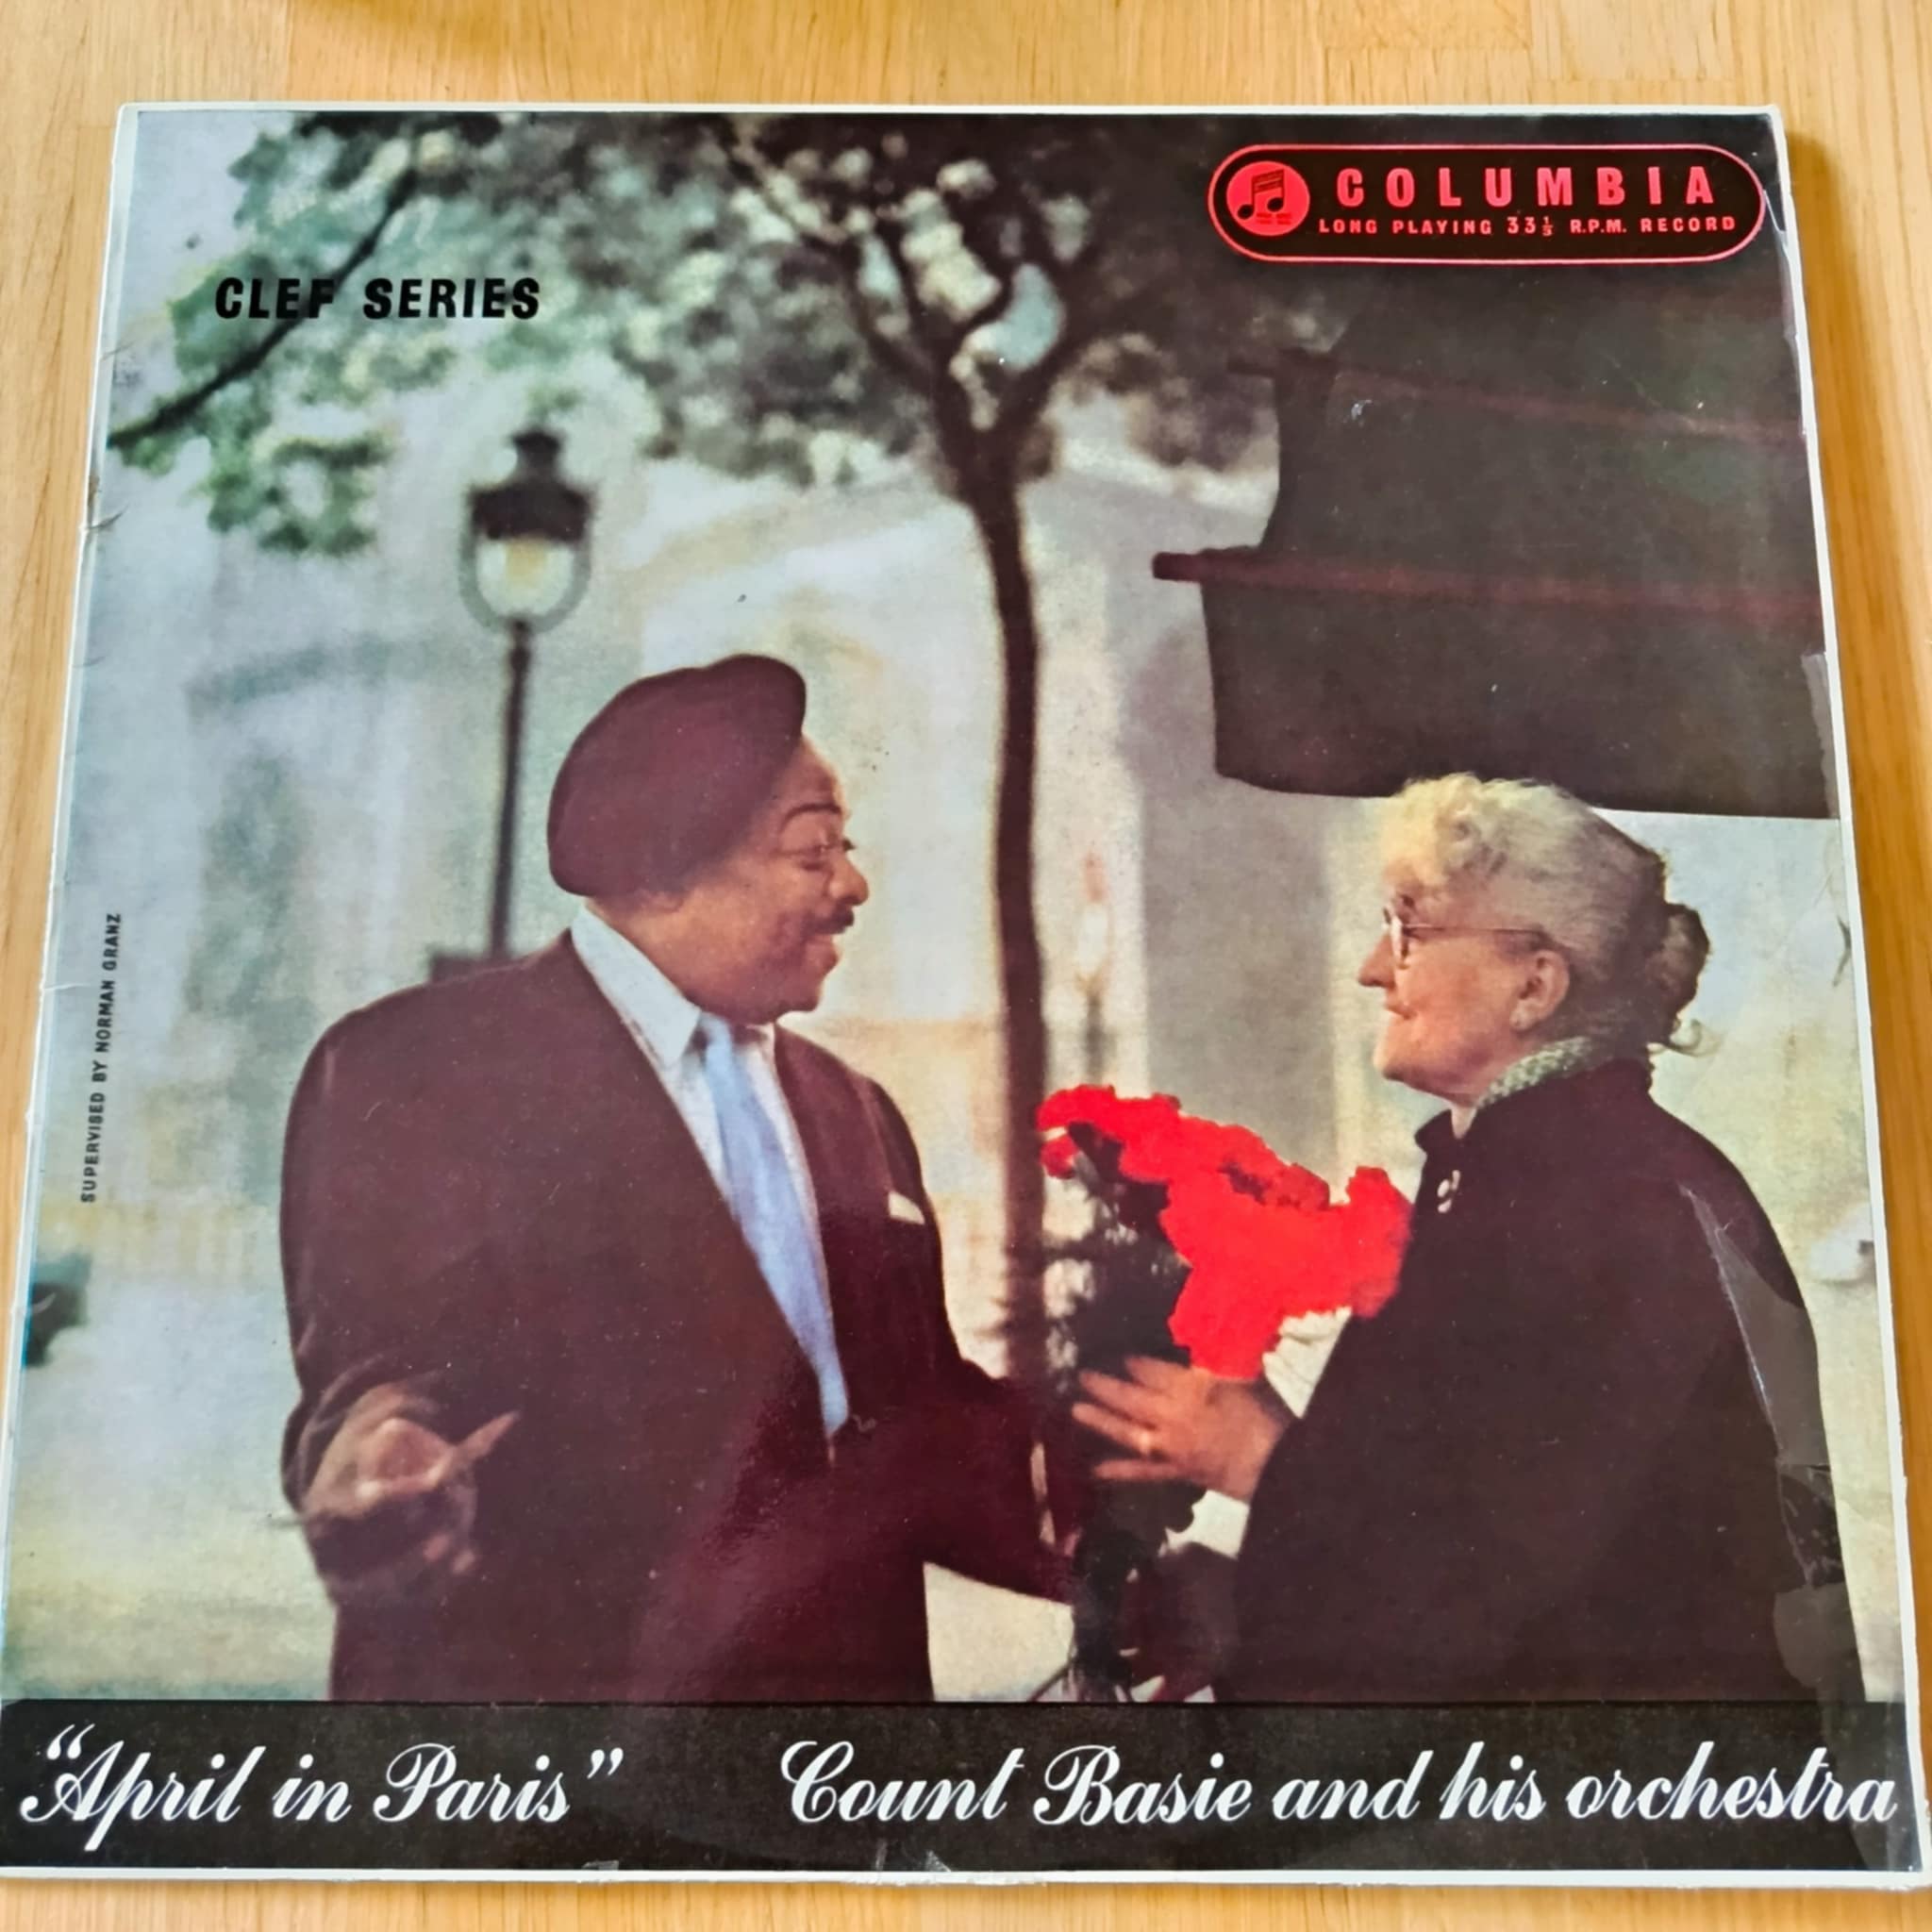 COLUMBIA
LONG PLAYING 33⅓ R.P.M. RECORD
CLEF SERIES
SUPERVISED BY NORMAN GRANZ
“April in Paris” Count Basie and his orchestra